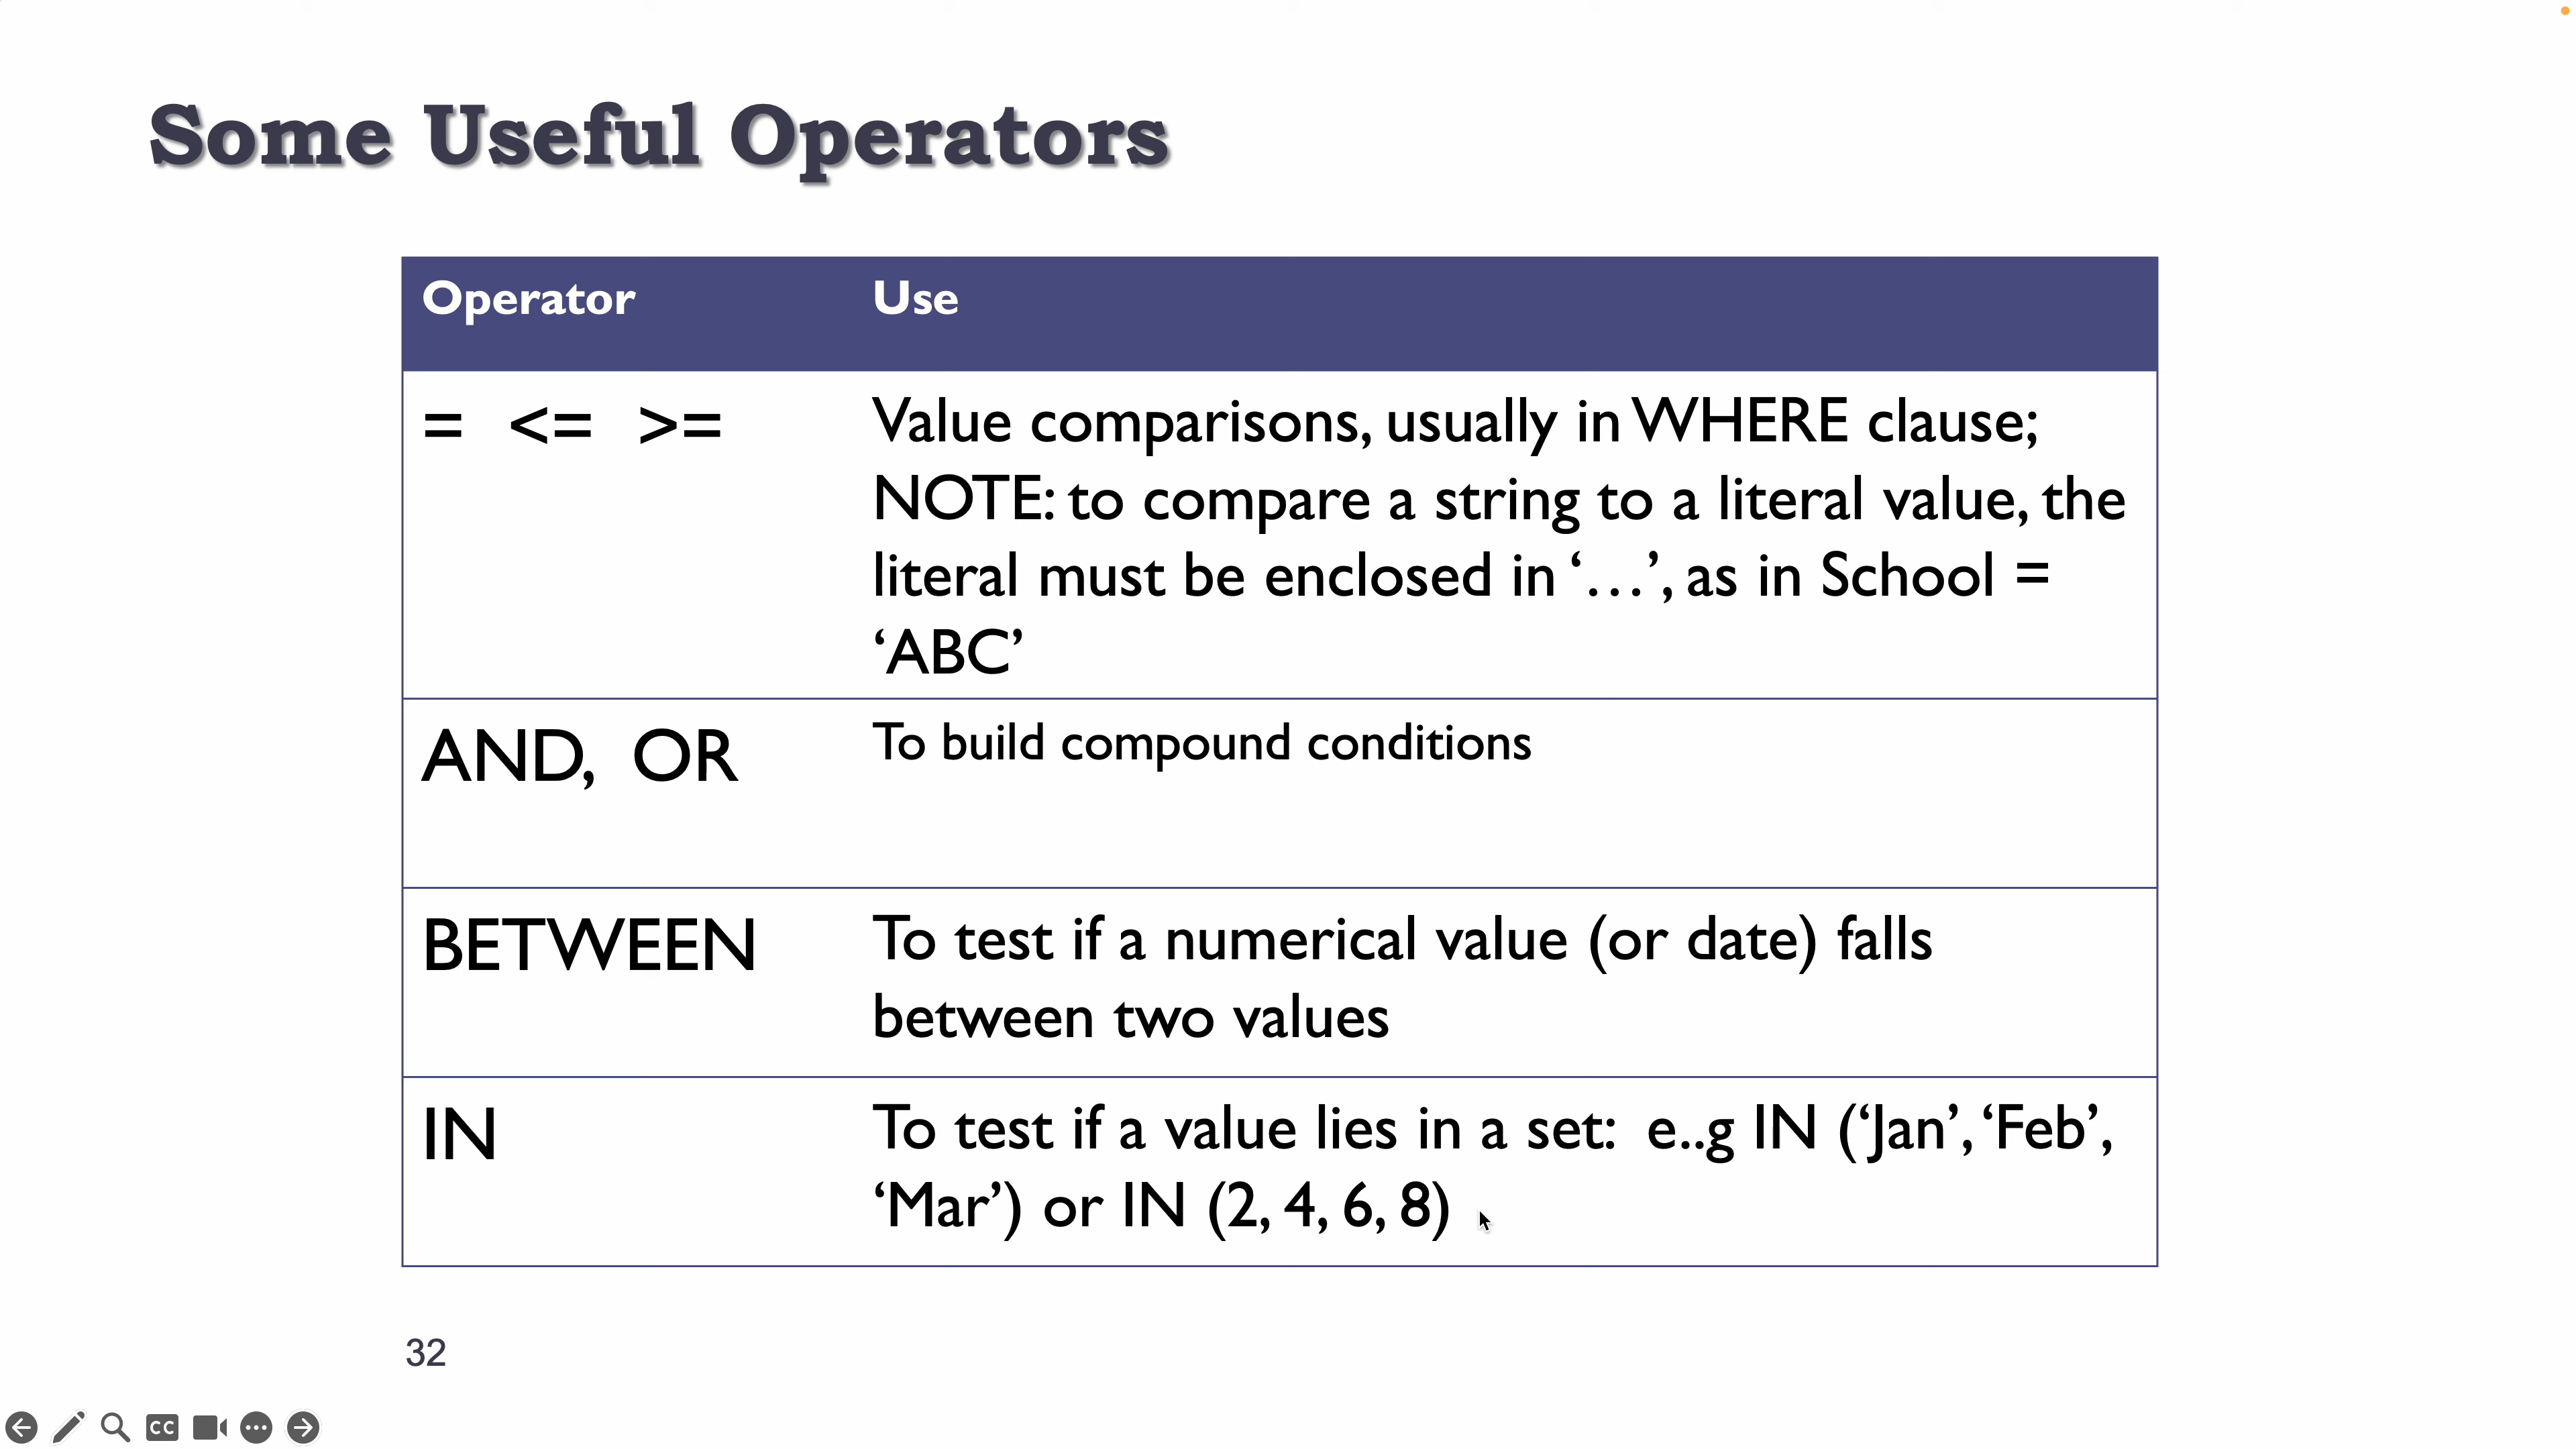 Some Useful Operators
Operator Use
= <= >= Value comparisons, usually in WHERE clause;
NOTE: to compare a string to a literal value, the
literal must be enclosed in ‘…’, as in School =
‘ABC’
AND, OR To build compound conditions
BETWEEN To test if a numerical value (or date) falls
between two values
IN To test if a value lies in a set: e..g IN (‘Jan’, ‘Feb’,
‘Mar’) or IN (2, 4, 6, 8)
32
CC